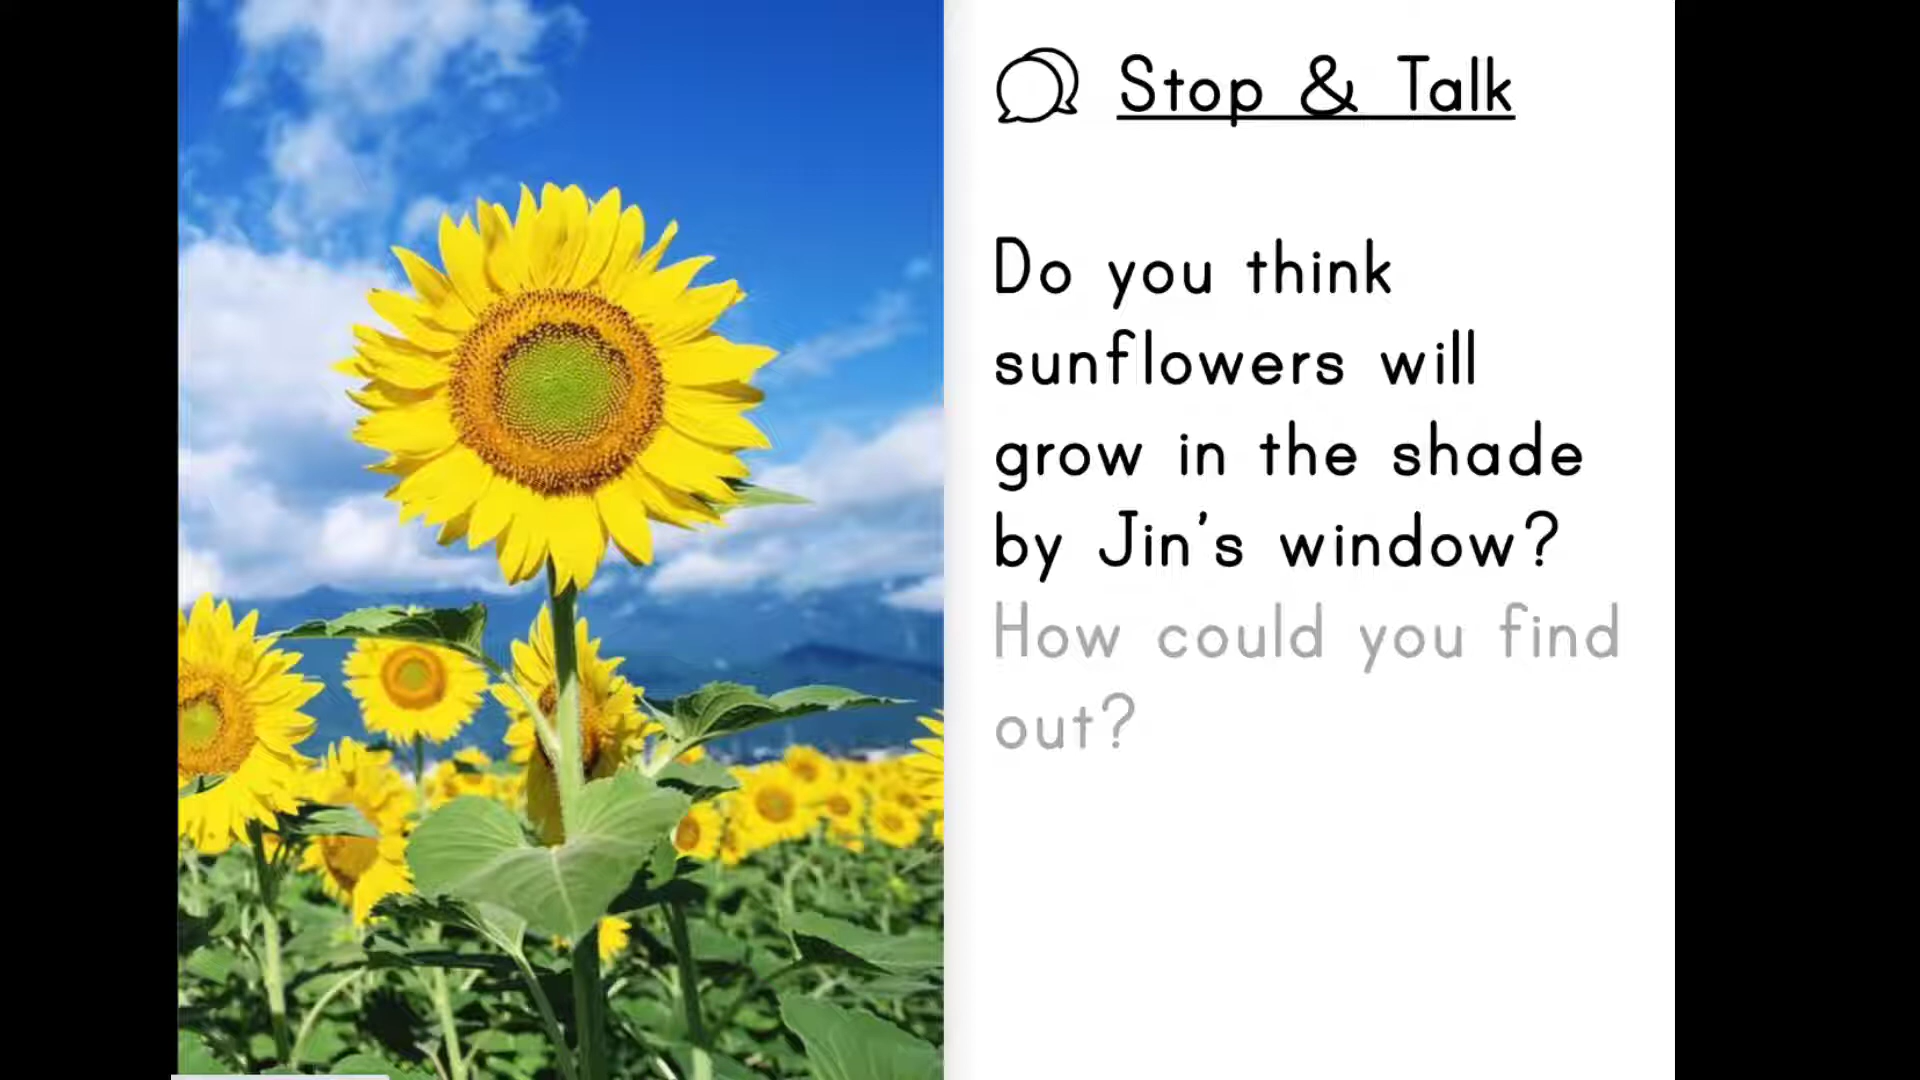 Stop & Talk
Do you think
sunflowers will
grow in the shade
by Jin's window?
How could you find
out?